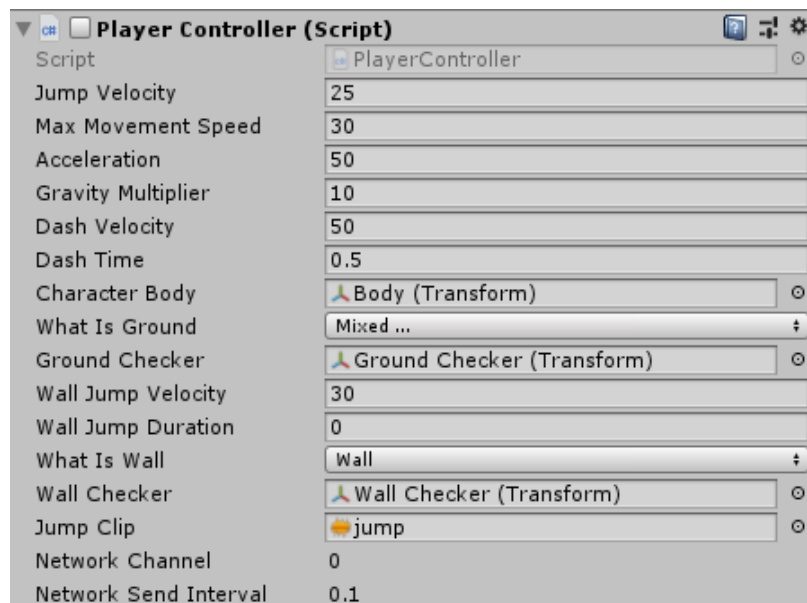 c# Player Controller (Script)
Script PlayerController
Jump Velocity 25
Max Movement Speed 30
Acceleration 50
Gravity Multiplier 10
Dash Velocity 50
Dash Time 0.5
Character Body Body (Transform)
What Is Ground Mixed ...
Ground Checker Ground Checker (Transform)
Wall Jump Velocity 30
Wall Jump Duration 0
What Is Wall Wall
Wall Checker Wall Checker (Transform)
Jump Clip jump
Network Channel 0
Network Send Interval 0.1